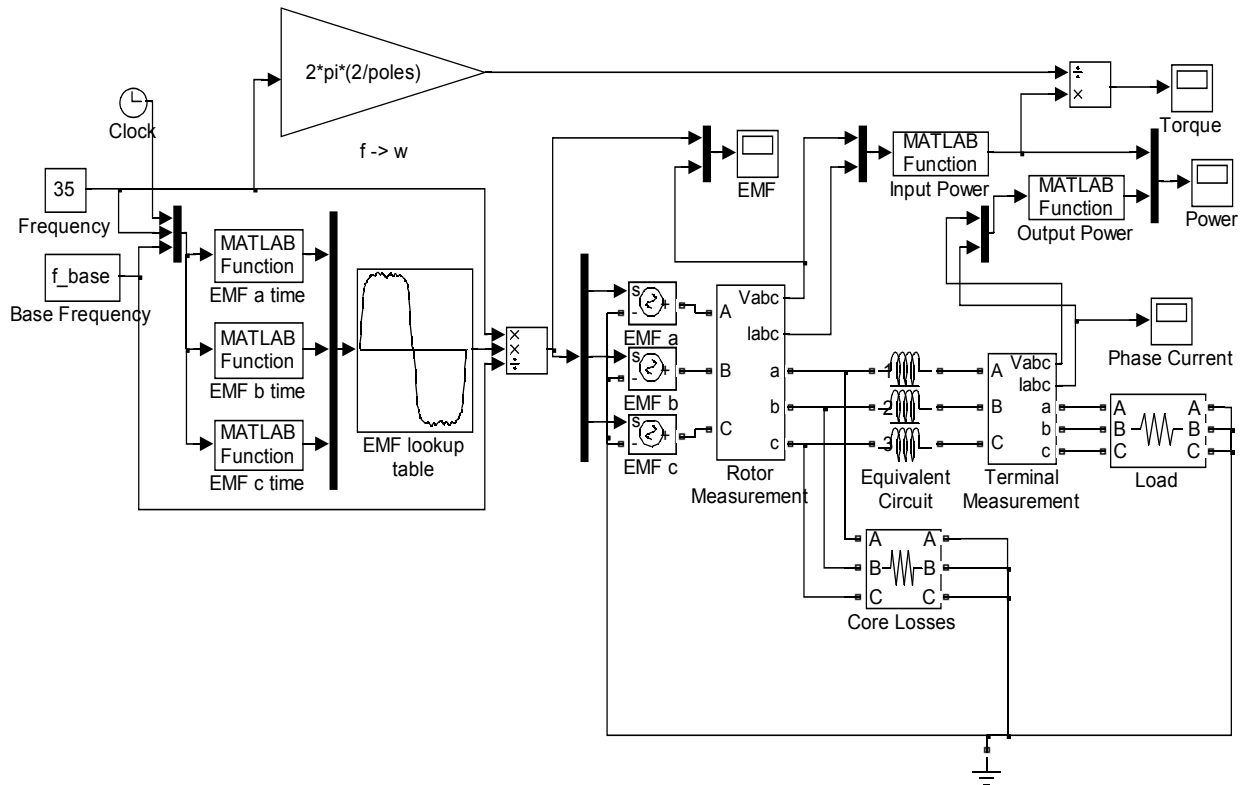 2*pi*(2/poles)
÷
×
Torque
Clock
f -> w
35
Frequency
f_base
Base Frequency
MATLAB
Function
EMF a time
MATLAB
Function
EMF b time
MATLAB
Function
EMF c time
EMF lookup
table
×
×
÷
EMF
MATLAB
Function
Input Power
MATLAB
Function
Output Power
Power
Phase Current
s
-
+
EMF a
s
-
+
EMF b
s
-
+
EMF c
A
B
C
Vabc
Iabc
a
b
c
Rotor
Measurement
1
2
3
Equivalent
Circuit
A
B
C
Vabc
Iabc
a
b
c
Terminal
Measurement
A A
B B
C C
Load
A A
B B
C C
Core Losses